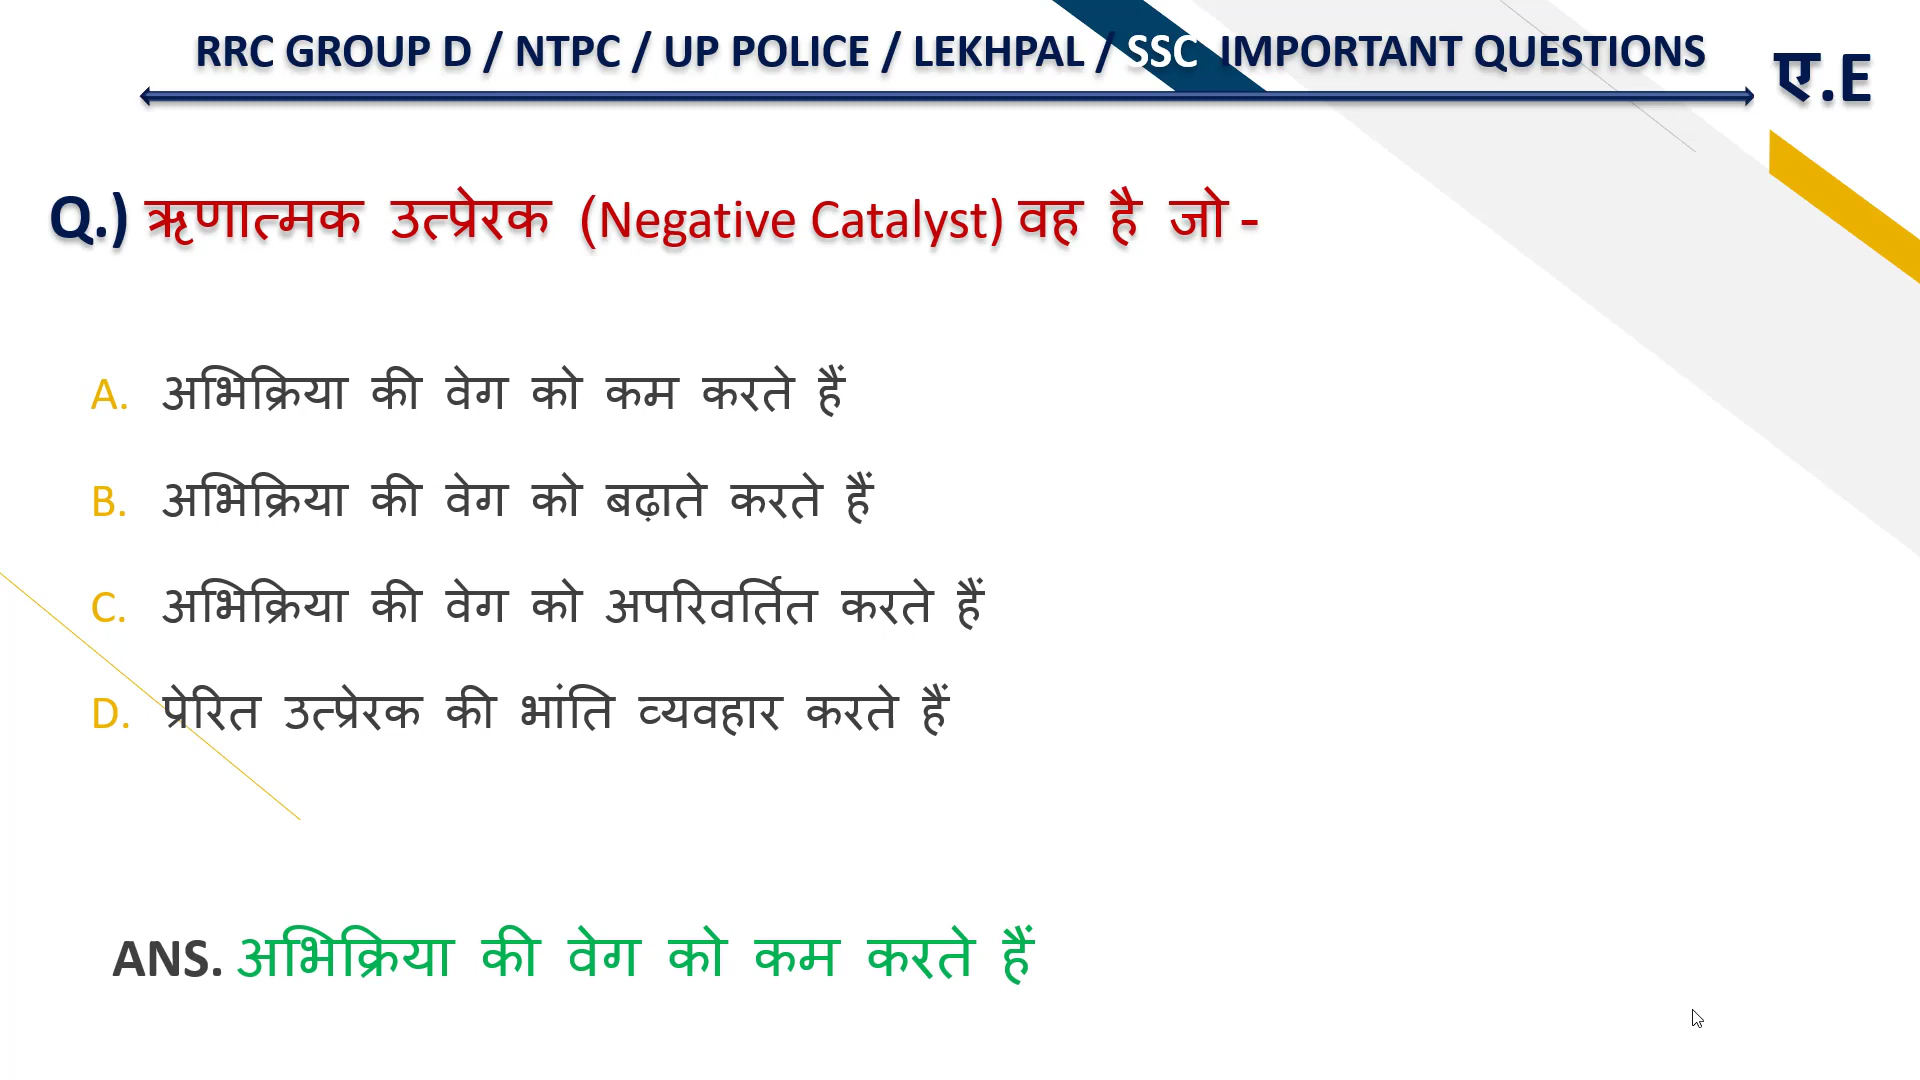 RRC GROUP D / NTPC / UP POLICE / LEKHPAL / SSC IMPORTANT QUESTIONS
ए.E
Q.) ऋणात्मक उत्प्रेरक (Negative Catalyst) वह है जो -
A. अभिक्रिया की वेग को कम करते हैं
B. अभिक्रिया की वेग को बढ़ाते करते हैं
C. अभिक्रिया की वेग को अपरिवर्तित करते हैं
D. प्रेरित उत्प्रेरक की भांति व्यवहार करते हैं
ANS. अभिक्रिया की वेग को कम करते हैं